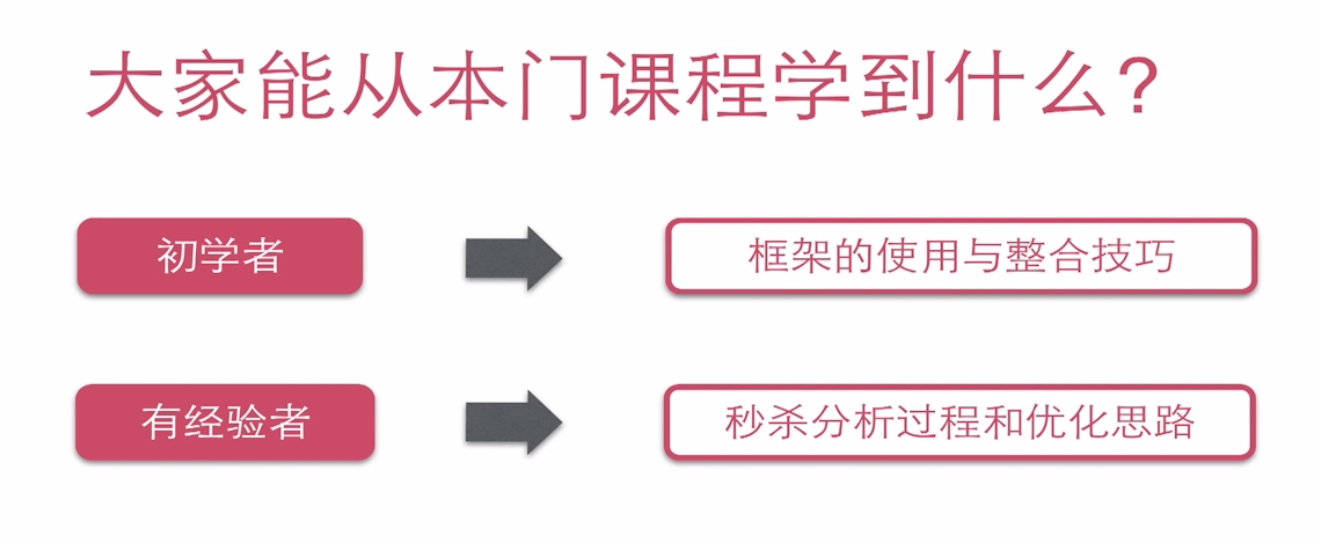 大家能从本门课程学到什么?
初学者
框架的使用与整合技巧
有经验者
秒杀分析过程和优化思路